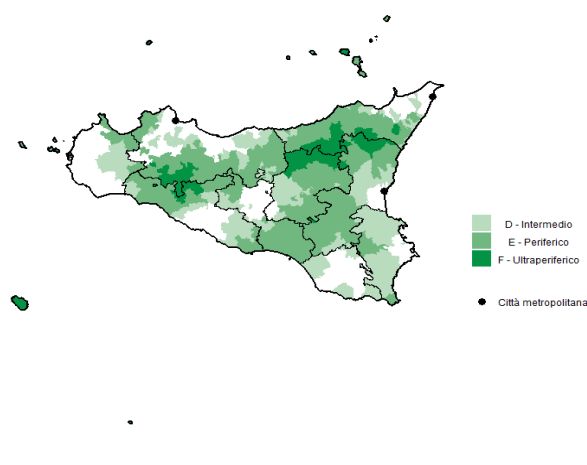 D - Intermedio
E - Periferico
F - Ultraperiferico
Città metropolitana